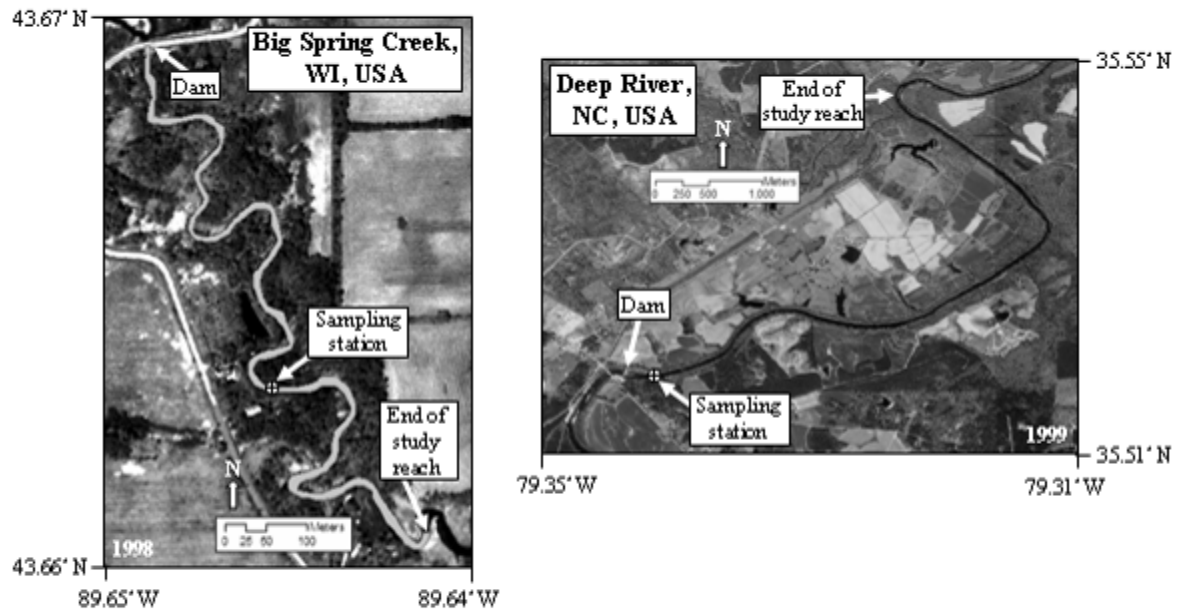 43.67° N
Big Spring Creek,
WI, USA
Dam
Sampling
station
End of
study
reach
N
Meters
0 25 50 100
1998
43.66° N
89.65° W
89.64° W
35.55° N
Deep River,
NC, USA
End of
study reach
N
Meters
0 250 500 1,000
Dam
Sampling
station
1999
35.51° N
79.35° W
79.31° W